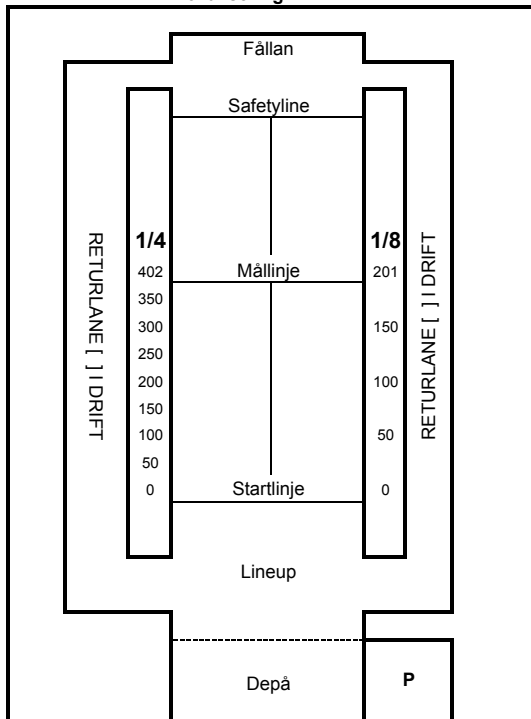 Fållan
Safetyline
1/4
1/8
402
Mållinje
201
350
300
150
250
200
100
150
100
50
50
0
Startlinje
0
RETURLANE [ ] I DRIFT
RETURLANE [ ] I DRIFT
Lineup
Depå
P